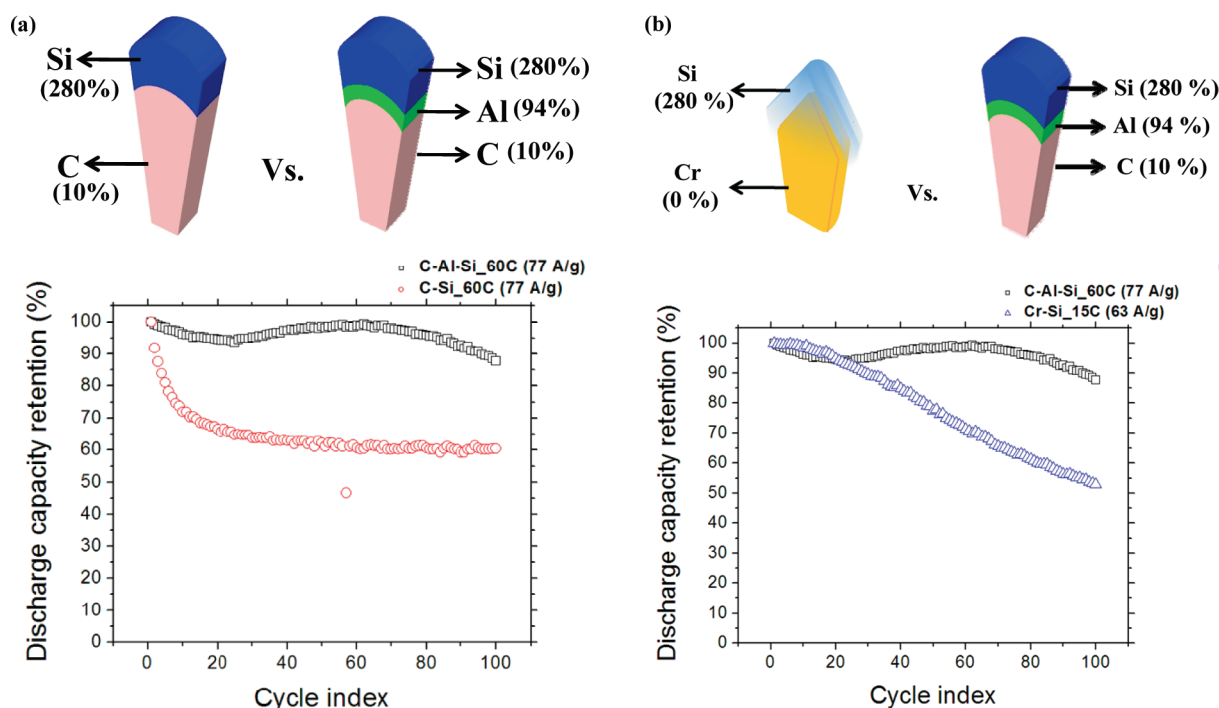 (a)
Si
(280%)
C
(10%)
Vs.
Si (280%)
Al (94%)
C (10%)
C-Al-Si_60C (77 A/g)
C-Si_60C (77 A/g)
Discharge capacity retention (%)
100
90
80
70
60
50
40
30
20
10
0
0 20 40 60 80 100
Cycle index
(b)
Si
(280 %)
Cr
(0 %)
Vs.
Si (280 %)
Al (94 %)
C (10 %)
C-Al-Si_60C (77 A/g)
Cr-Si_15C (63 A/g)
Discharge capacity retention (%)
100
90
80
70
60
50
40
30
20
10
0
0 20 40 60 80 100
Cycle index